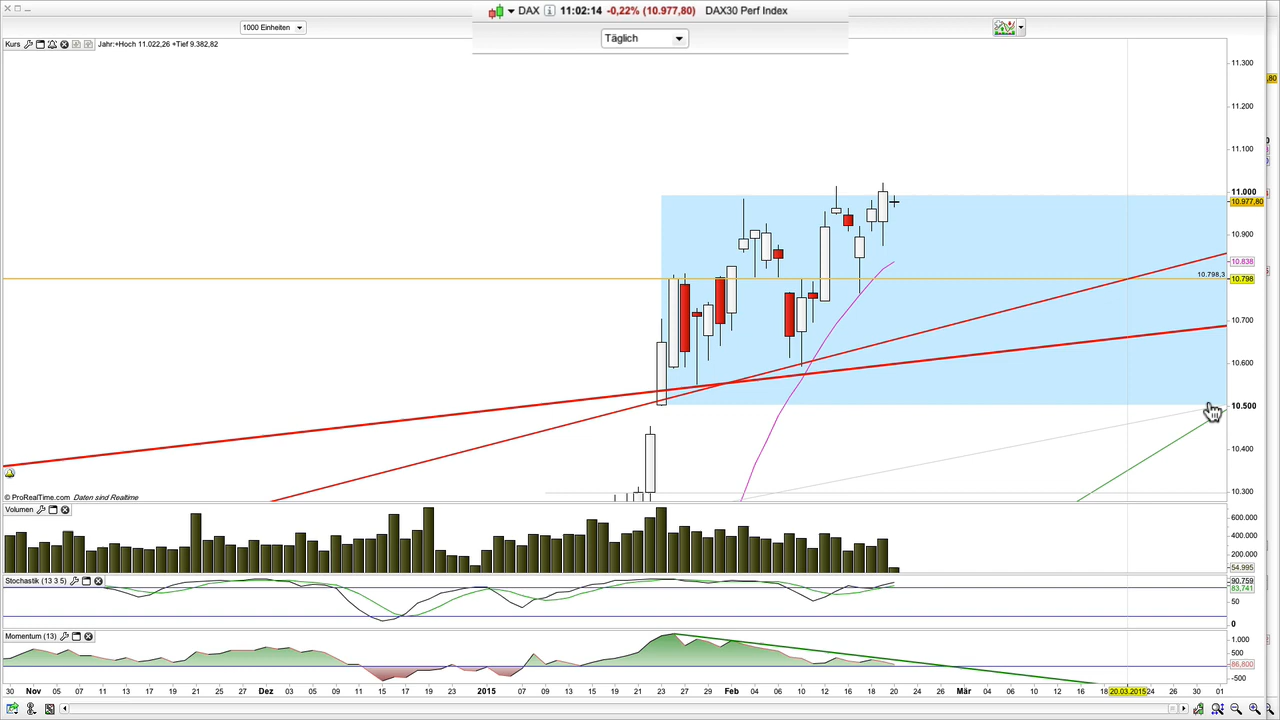 DAX 11:02:14 -0,22% (10.977,80) DAX30 Perf Index
1000 Einheiten
Täglich
Kurs Jahr:+Hoch 11.022,26 +Tief 9.382,82
11.300
11.200
11.100
11.000
10.977,80
10.900
10.838
10.798,3
10.798
10.700
10.600
10.500
10.400
10.300
© ProRealTime.com Daten sind Realtime
Volumen
600.000
400.000
200.000
54.995
Stochastik (13 3 5)
90.759
83.741
50
0
Momentum (13)
1.000
500
86,800
-500
30 Nov 05 07 11 13 17 19 21 25 27 Dez 03 05 09 11 15 17 19 23 2015 07 09 13 15 19 21 23 27 29 Feb 04 06 10 12 16 18 20 24 26 Mär 04 06 10 12 16 18 20.03.2015 24 26 30 01